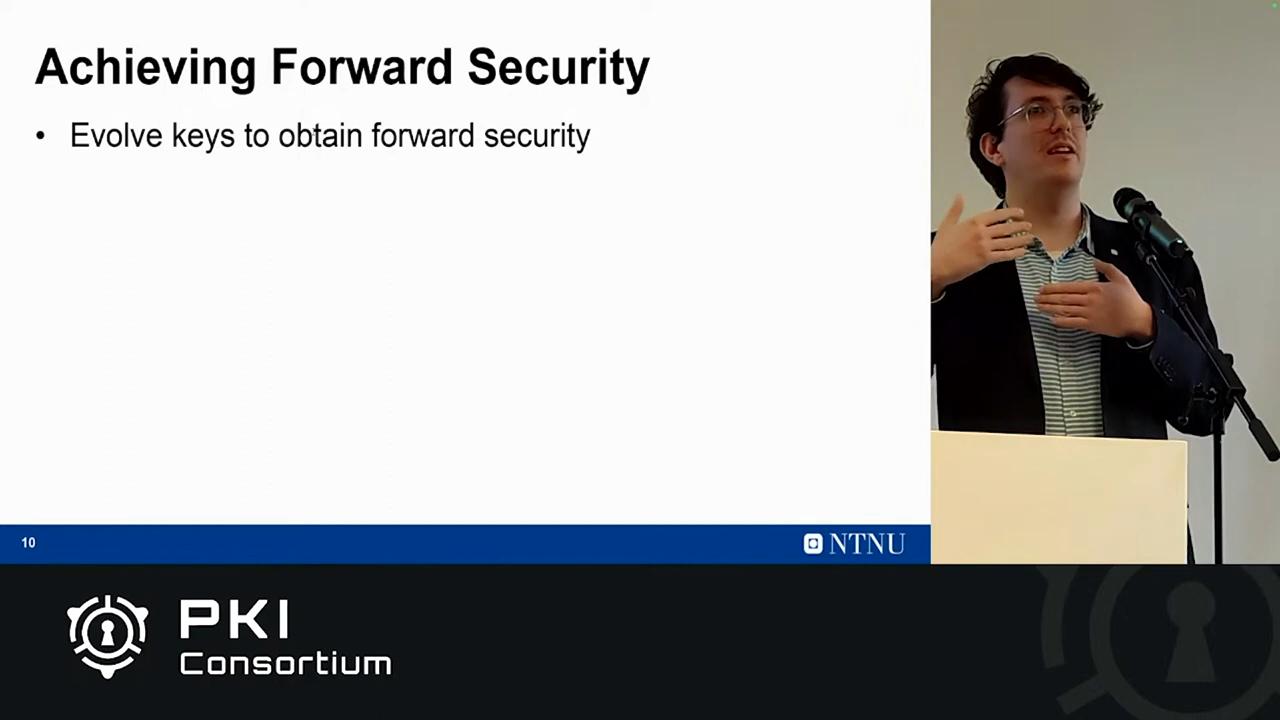 Achieving Forward Security
• Evolve keys to obtain forward security
10
NTNU
PKI
Consortium